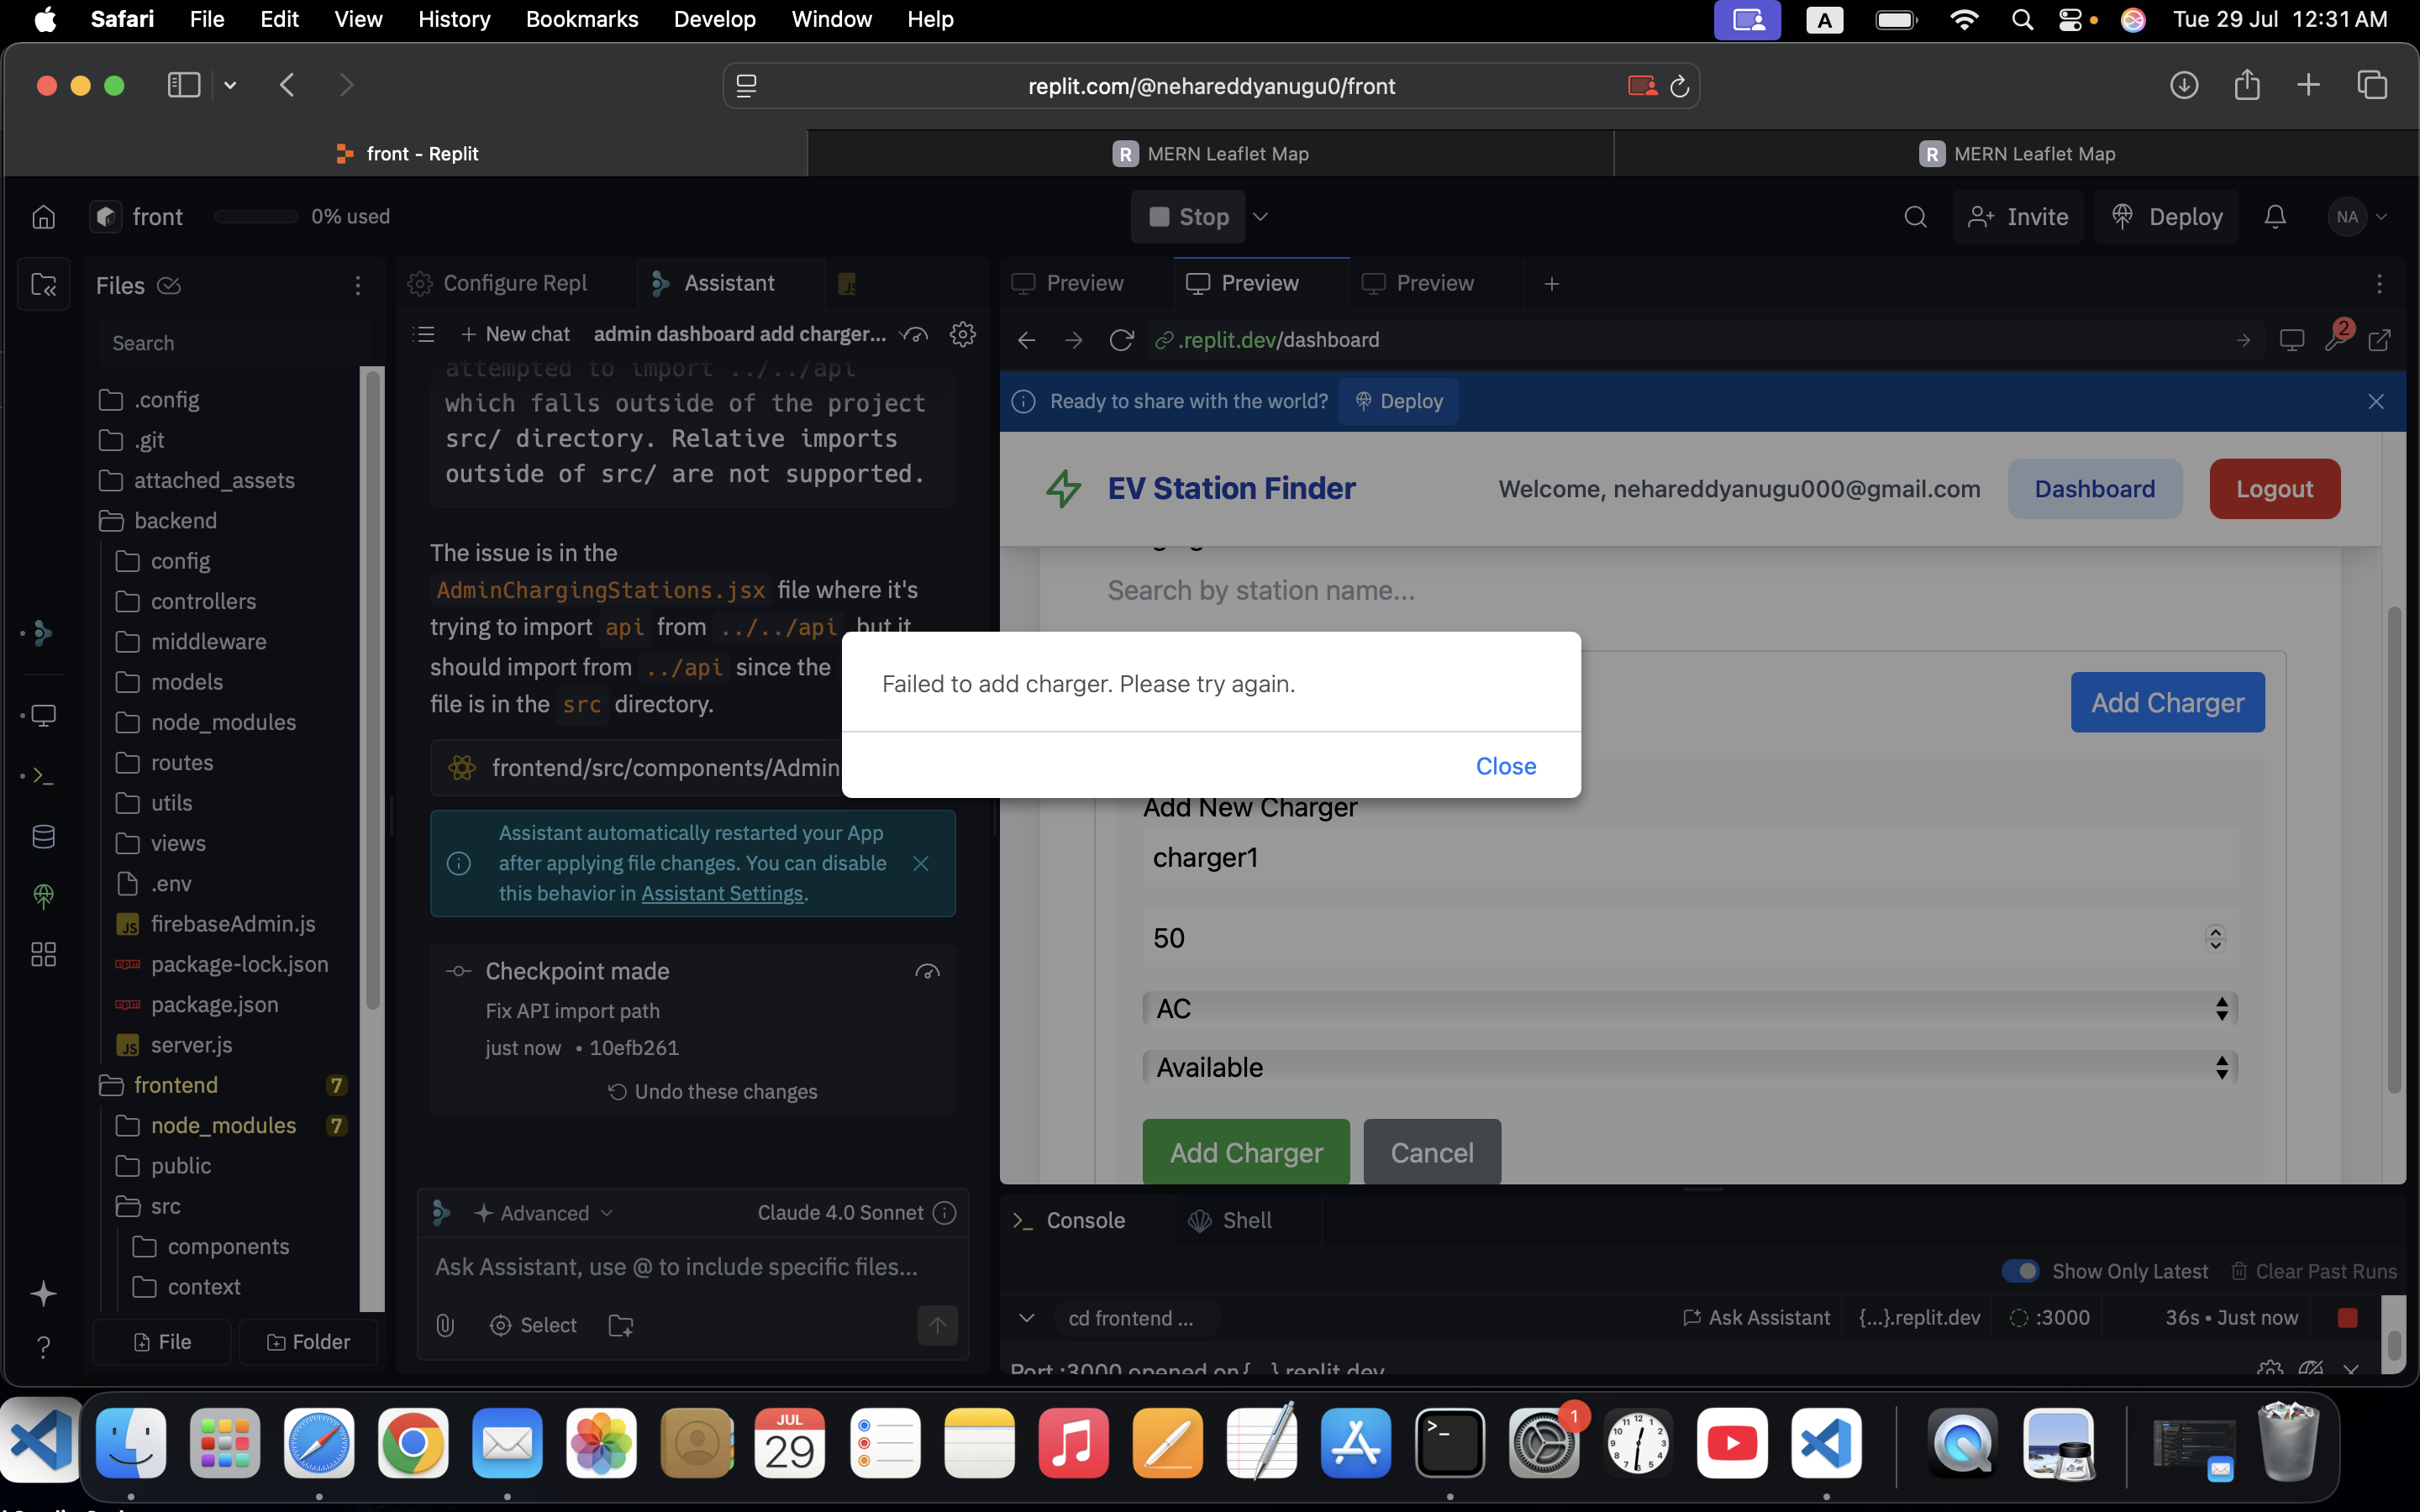 Safari File Edit View History Bookmarks Develop Window Help
A
Tue 29 Jul 12:31 AM
replit.com/@nehareddyanugu0/front
front - Replit
R MERN Leaflet Map
R MERN Leaflet Map
front 0% used
Stop
Invite
Deploy
NA
Files
Search
.config
.git
attached_assets
backend
config
controllers
middleware
models
node_modules
routes
utils
views
.env
JS firebaseAdmin.js
package-lock.json
package.json
JS server.js
frontend 7
node_modules 7
public
src
components
context
File Folder
Configure Repl
Assistant
JS
New chat admin dashboard add charger...
attempted to import ../../api
which falls outside of the project
src/ directory. Relative imports
outside of src/ are not supported.
The issue is in the
AdminChargingStations.jsx file where it's
trying to import api from ../../api, but it
should import from ../api since the
file is in the src directory.
frontend/src/components/Admin
Assistant automatically restarted your App
after applying file changes. You can disable
this behavior in Assistant Settings.
Checkpoint made
Fix API import path
just now • 10efb261
Undo these changes
Advanced
Claude 4.0 Sonnet
Ask Assistant, use @ to include specific files...
Select
Preview
Preview
Preview
.replit.dev/dashboard
2
Ready to share with the world? Deploy
EV Station Finder
Welcome, nehareddyanugu000@gmail.com
Dashboard
Logout
Search by station name...
Failed to add charger. Please try again.
Close
Add Charger
Add New Charger
charger1
50
AC
Available
Add Charger
Cancel
Console
Shell
Show Only Latest
Clear Past Runs
cd frontend ...
Ask Assistant
{...}.replit.dev
:3000
36s • Just now
Port :3000 opened on {...}.replit.dev
JUL
29
1